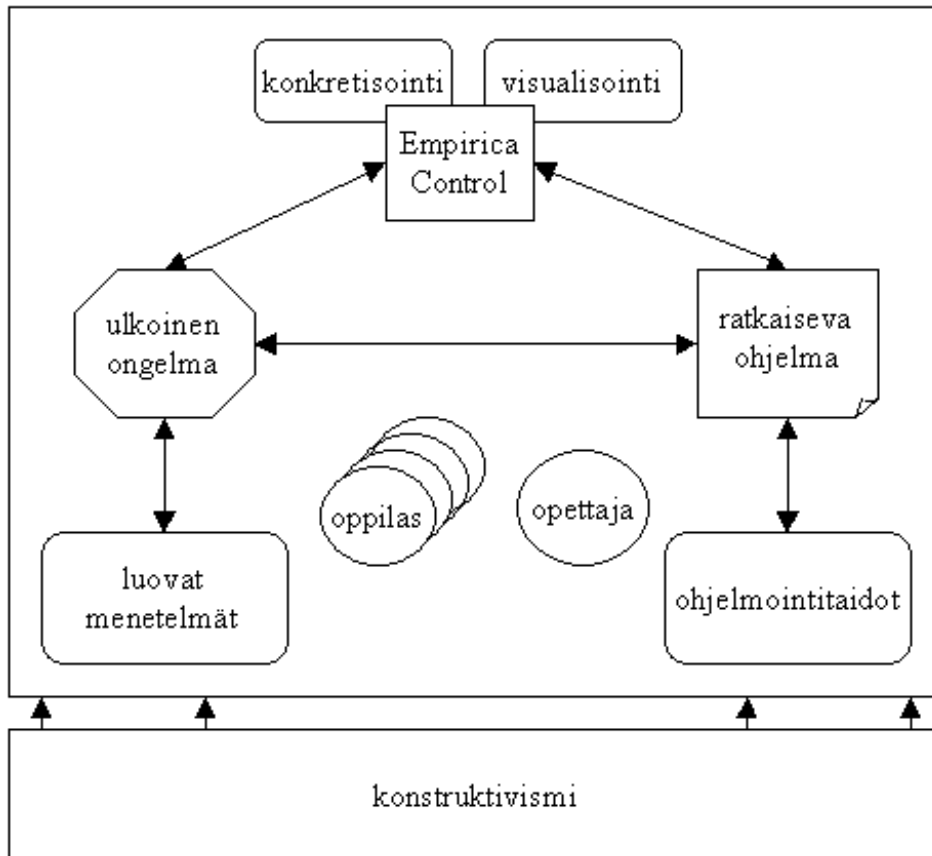 konkretisointi
visualisointi
Empirica
Control
ulkoinen
ongelma
ratkaiseva
ohjelma
oppilas
opettaja
luovat
menetelmät
ohjelmointitaidot
konstruktivismi